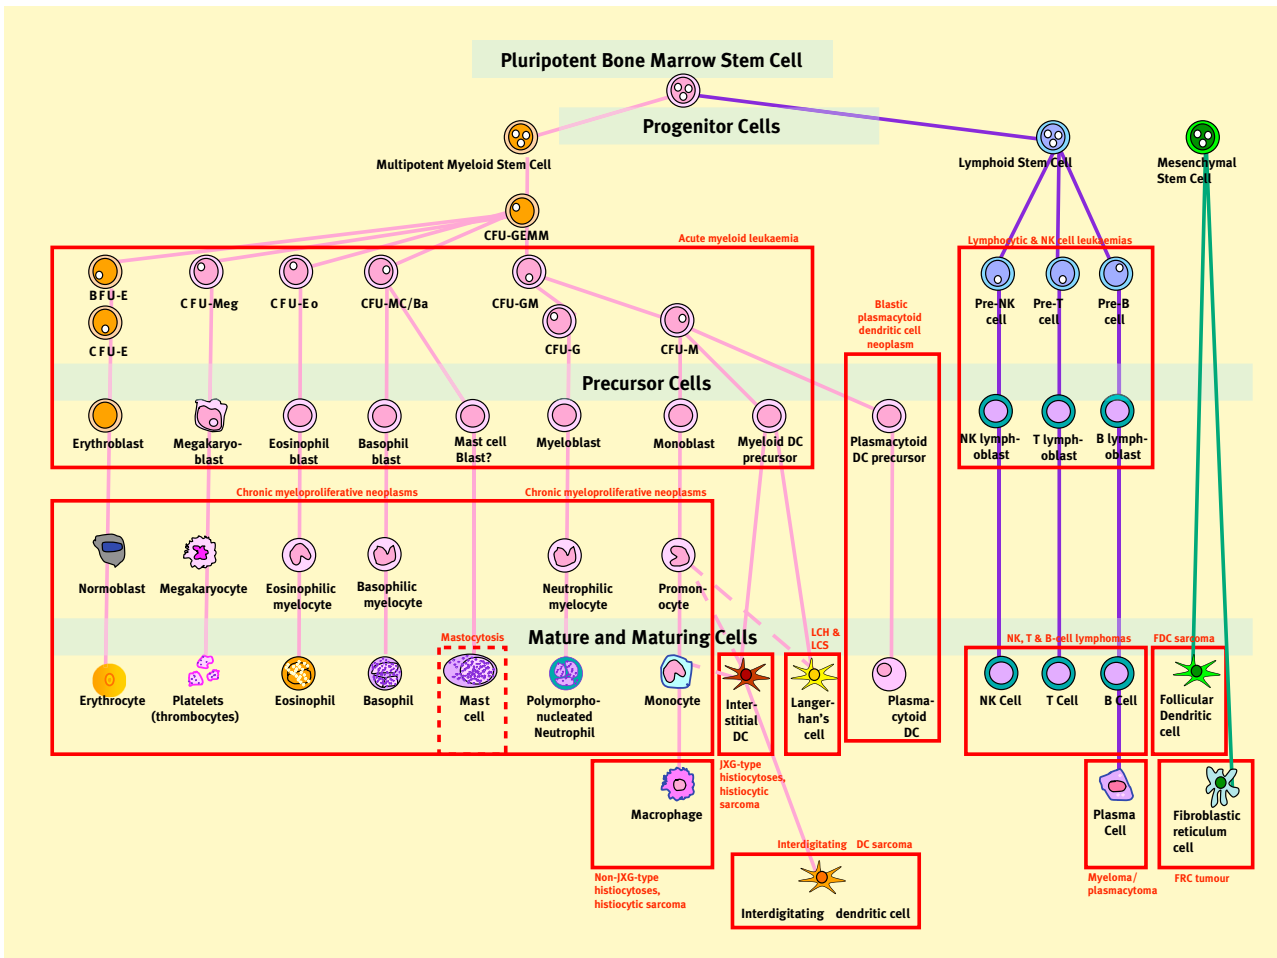 Pluripotent Bone Marrow Stem Cell
Progenitor Cells
Multipotent Myeloid Stem Cell
Lymphoid Stem Cell
Mesenchymal
Stem Cell
CFU-GEMM
Acute myeloid leukaemia
Lymphocytic & NK cell leukaemias
BFU-E
CFU-Meg
CFU-Eo
CFU-MC/Ba
CFU-GM
Pre-NK
cell
Pre-T
cell
Pre-B
cell
Blastic
plasmacytoid
dendritic cell
neoplasm
CFU-E
CFU-G
CFU-M
Precursor Cells
Erythroblast
Megakaryo-
blast
Eosinophil
blast
Basophil
blast
Mast cell
Blast?
Myeloblast
Monoblast
Myeloid DC
precursor
Plasmacytoid
DC precursor
NK lymph-
oblast
T lymph-
oblast
B lymph-
oblast
Chronic myeloproliferative neoplasms
Chronic myeloproliferative neoplasms
Normoblast
Megakaryocyte
Eosinophilic
myelocyte
Basophilic
myelocyte
Neutrophilic
myelocyte
Promon-
ocyte
Mature and Maturing Cells
Mastocytosis
LCH &
LCS
NK, T & B-cell lymphomas
FDC sarcoma
Erythrocyte
Platelets
(thrombocytes)
Eosinophil
Basophil
Mast
cell
Polymorpho-
nucleated
Neutrophil
Monocyte
Inter-
stitial
DC
Langer-
han's
cell
Plasma-
cytoid
DC
NK Cell
T Cell
B Cell
Follicular
Dendritic
cell
JXG-type
histiocytoses,
histiocytic
sarcoma
Macrophage
Plasma
Cell
Fibroblastic
reticulum
cell
Interdigitating DC sarcoma
Non-JXG-type
histiocytoses,
histiocytic sarcoma
Myeloma/
plasmacytoma
FRC tumour
Interdigitating dendritic cell